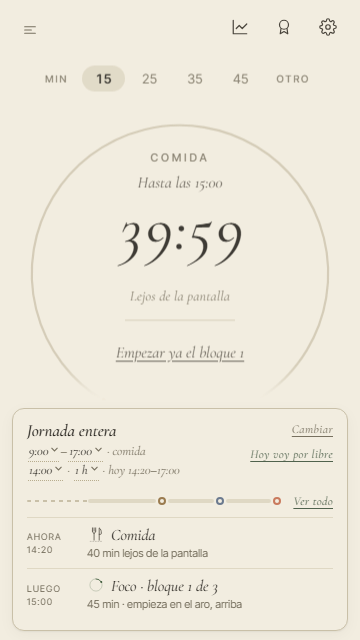 MIN 15 25 35 45 OTRO
COMIDA
Hasta las 15:00
39:59
Lejos de la pantalla
Empezar ya el bloque 1
Jornada entera
Cambiar
9:00 – 17:00 · comida
Hoy voy por libre
14:00 · 1 h · hoy 14:20–17:00
Ver todo
AHORA
14:20
Comida
40 min lejos de la pantalla
LUEGO
15:00
Foco · bloque 1 de 3
45 min · empieza en el aro, arriba